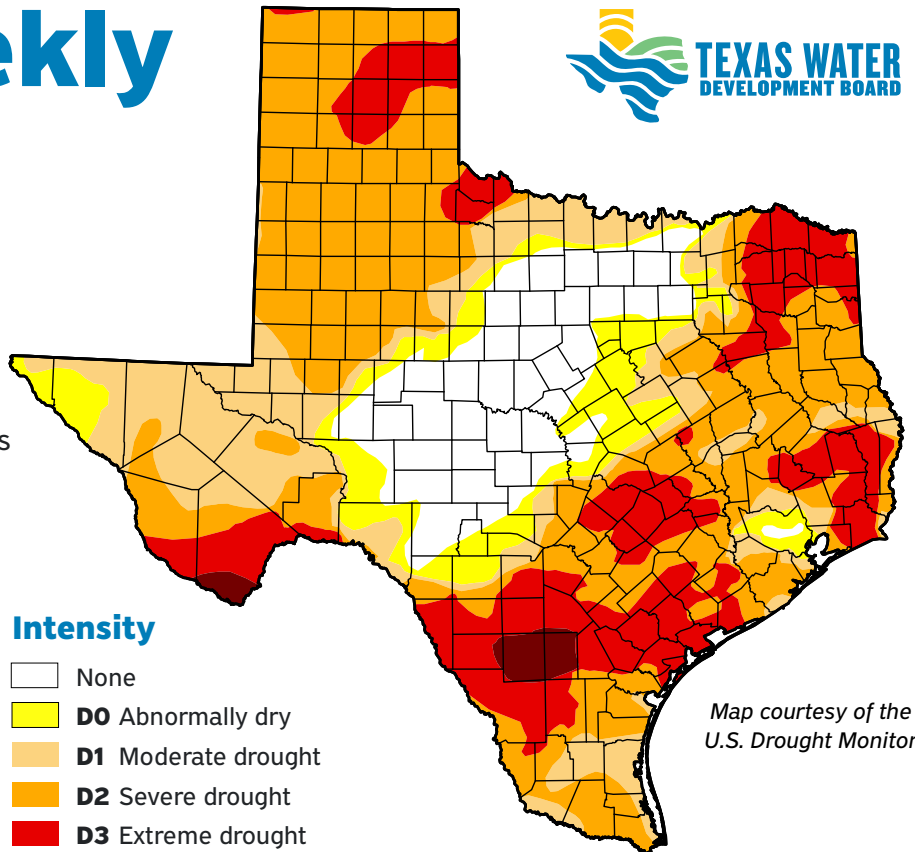 ekly
TEXAS WATER
DEVELOPMENT BOARD
s
Intensity
None
D0 Abnormally dry
D1 Moderate drought
D2 Severe drought
D3 Extreme drought
Map courtesy of the
U.S. Drought Monitor